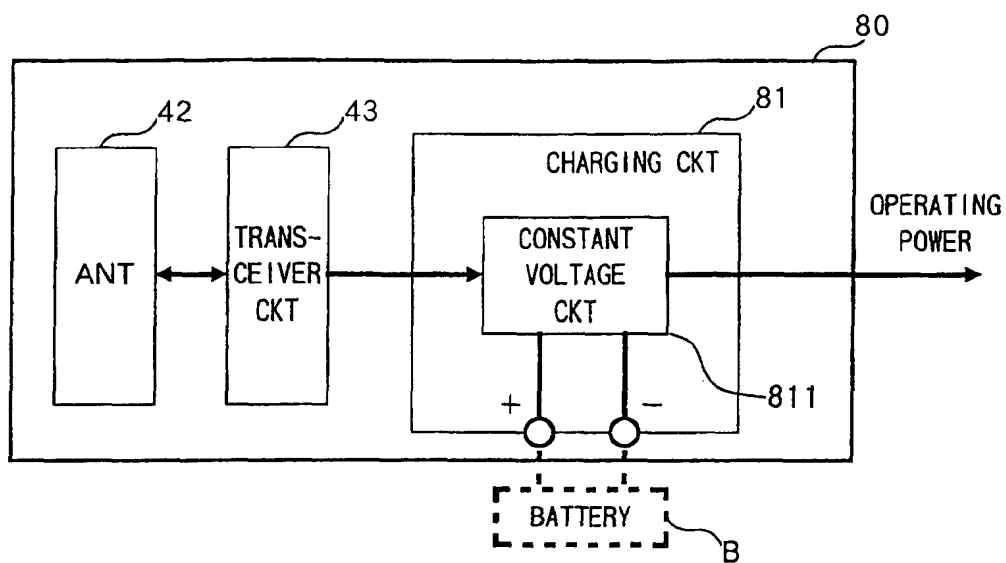 80
42
43
81
CHARGING CKT
OPERATING
POWER
ANT
TRANS-
CEIVER
CKT
CONSTANT
VOLTAGE
CKT
811
+
−
BATTERY
B